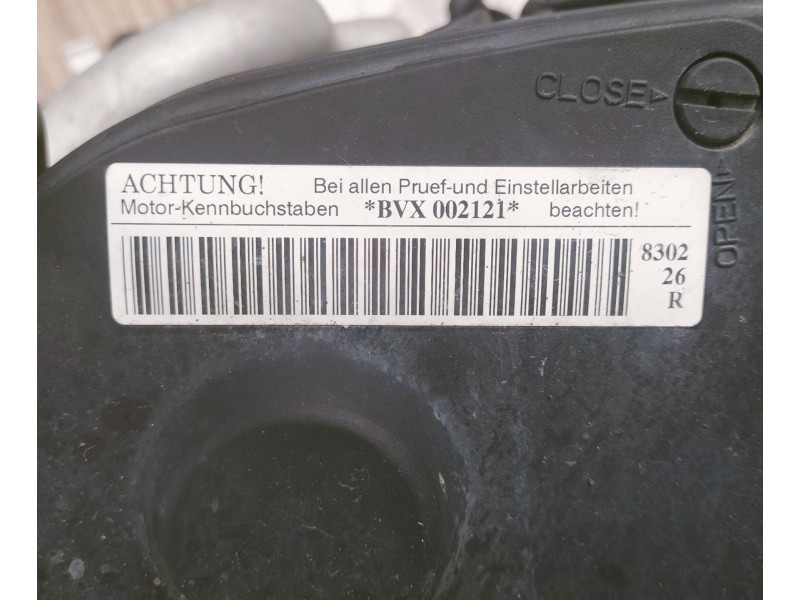 CLOSE
OPEN
ACHTUNG! Bei allen Pruef-und Einstellarbeiten
Motor-Kennbuchstaben *BVX 002121* beachten!
8302
26
R